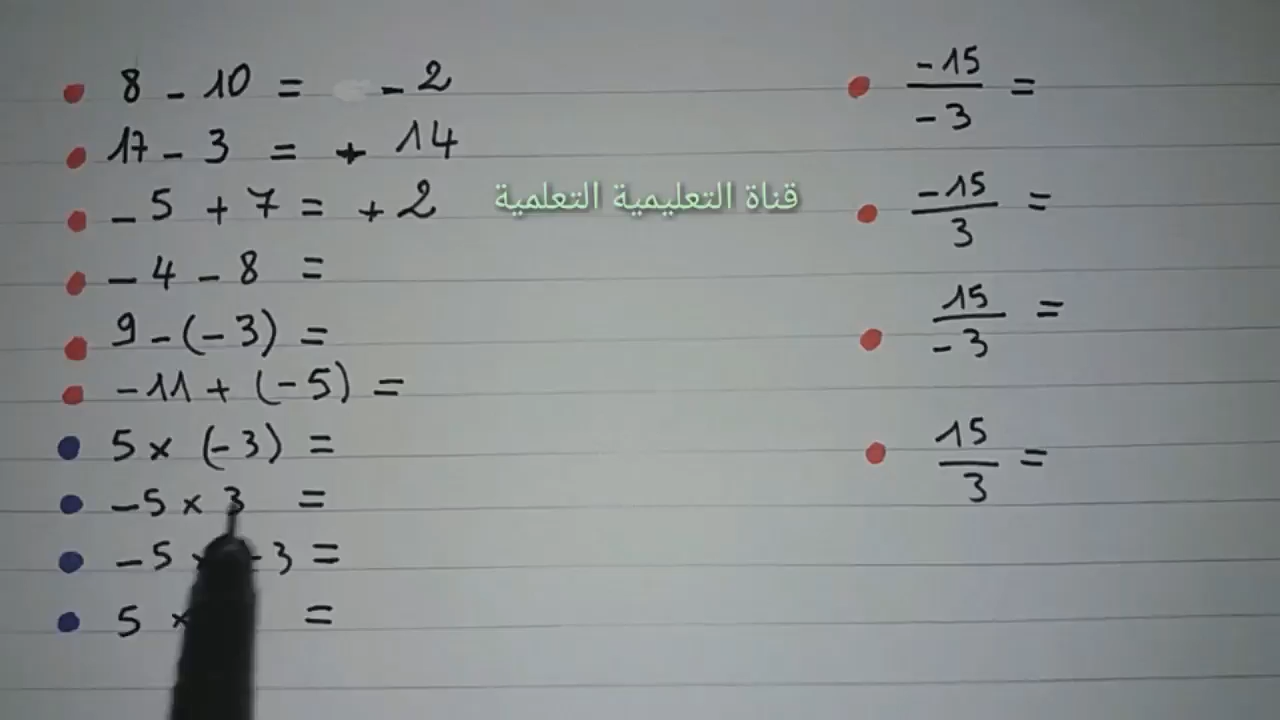 8 - 10 = - 2
17 - 3 = + 14
- 5 + 7 = + 2
قناة التعليمية التعلمية
- 4 - 8 =
9 - (- 3) =
- 11 + (- 5) =
5 × (- 3) =
- 5 × 3 =
- 5 × - 3 =
5 × =
-15
- 3 =
-15
3 =
15
- 3 =
15
3 =